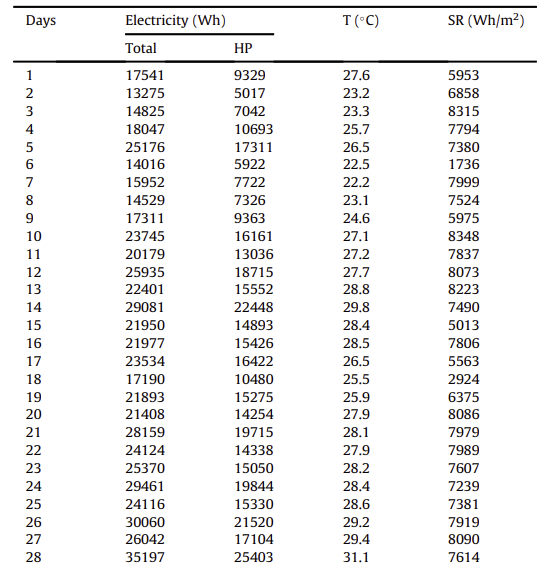 Days Electricity (Wh) T (◦C) SR (Wh/m²)
Total HP
1 17541 9329 27.6 5953
2 13275 5017 23.2 6858
3 14825 7042 23.3 8315
4 18047 10693 25.7 7794
5 25176 17311 26.5 7380
6 14016 5922 22.5 1736
7 15952 7722 22.2 7999
8 14529 7326 23.1 7524
9 17311 9363 24.6 5975
10 23745 16161 27.1 8348
11 20179 13036 27.2 7837
12 25935 18715 27.7 8073
13 22401 15552 28.8 8223
14 29081 22448 29.8 7490
15 21950 14893 28.4 5013
16 21977 15426 28.5 7806
17 23534 16422 26.5 5563
18 17190 10480 25.5 2924
19 21893 15275 25.9 6375
20 21408 14254 27.9 8086
21 28159 19715 28.1 7979
22 24124 14338 27.9 7989
23 25370 15050 28.2 7607
24 29461 19844 28.4 7239
25 24116 15330 28.6 7381
26 30060 21520 29.2 7919
27 26042 17104 29.4 8090
28 35197 25403 31.1 7614